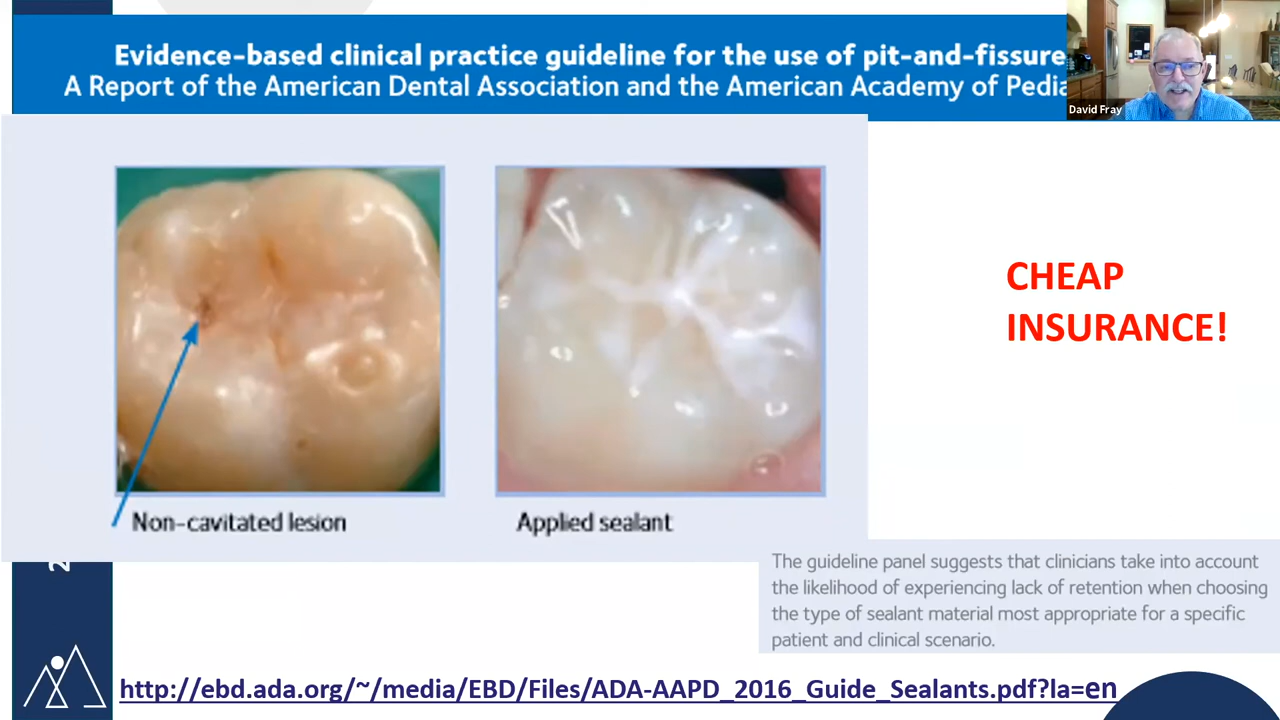 Evidence-based clinical practice guideline for the use of pit-and-fissure
A Report of the American Dental Association and the American Academy of Pedia
David Fray
CHEAP
INSURANCE!
Non-cavitated lesion
Applied sealant
2
The guideline panel suggests that clinicians take into account
the likelihood of experiencing lack of retention when choosing
the type of sealant material most appropriate for a specific
patient and clinical scenario.
http://ebd.ada.org/~/media/EBD/Files/ADA-AAPD_2016_Guide_Sealants.pdf?la=en